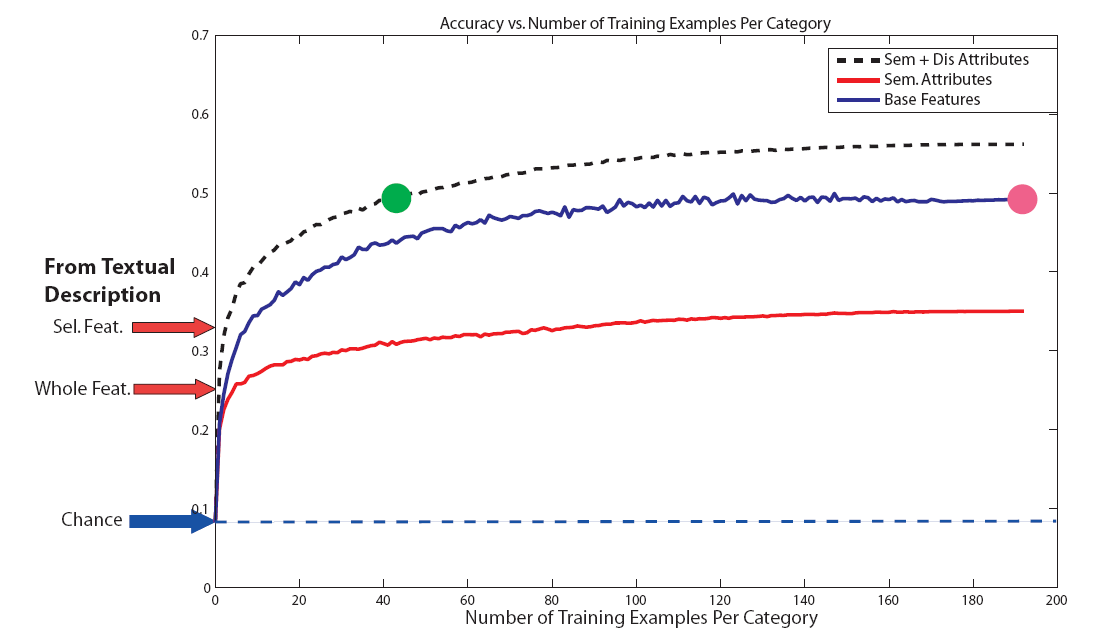 Accuracy vs. Number of Training Examples Per Category
0.7
Sem + Dis Attributes
Sem. Attributes
Base Features
0.6
0.5
0.4
From Textual
Description
Sel. Feat.
0.3
Whole Feat.
0.2
0.1
Chance
0
0 20 40 60 80 100 120 140 160 180 200
Number of Training Examples Per Category